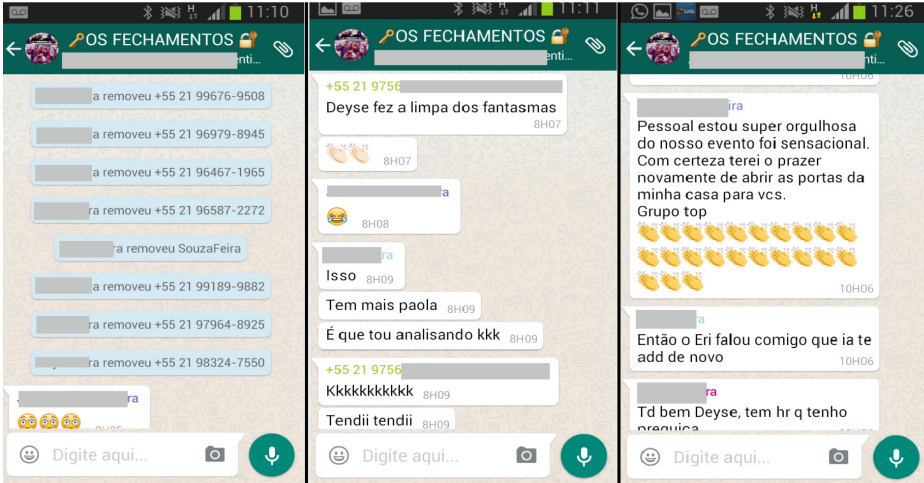 11:10
OS FECHAMENTOS
enti...
a removeu +55 21 99676-9508
a removeu +55 21 96979-8945
a removeu +55 21 96467-1965
ra removeu +55 21 96587-2272
ra removeu SouzaFeira
a removeu +55 21 99189-9882
ra removeu +55 21 97964-8925
ra removeu +55 21 98324-7550
ra
Digite aqui...
11:11
OS FECHAMENTOS
enti...
+55 21 9756
Deyse fez a limpa dos fantasmas
8H07
8H07
a
8H08
ra
Isso 8H09
Tem mais paola 8H09
É que tou analisando kkk 8H09
+55 21 9756
Kkkkkkkkkkk 8H09
Tendii tendii 8H09
Digite aqui...
11:26
OS FECHAMENTOS
nti...
10H06
ira
Pessoal estou super orgulhosa
do nosso evento foi sensacional.
Com certeza terei o prazer
novamente de abrir as portas da
minha casa para vcs.
Grupo top
10H06
a
Então o Eri falou comigo que ia te
add de novo
10H06
ra
Td bem Deyse, tem hr q tenho
preguiça
Digite aqui...